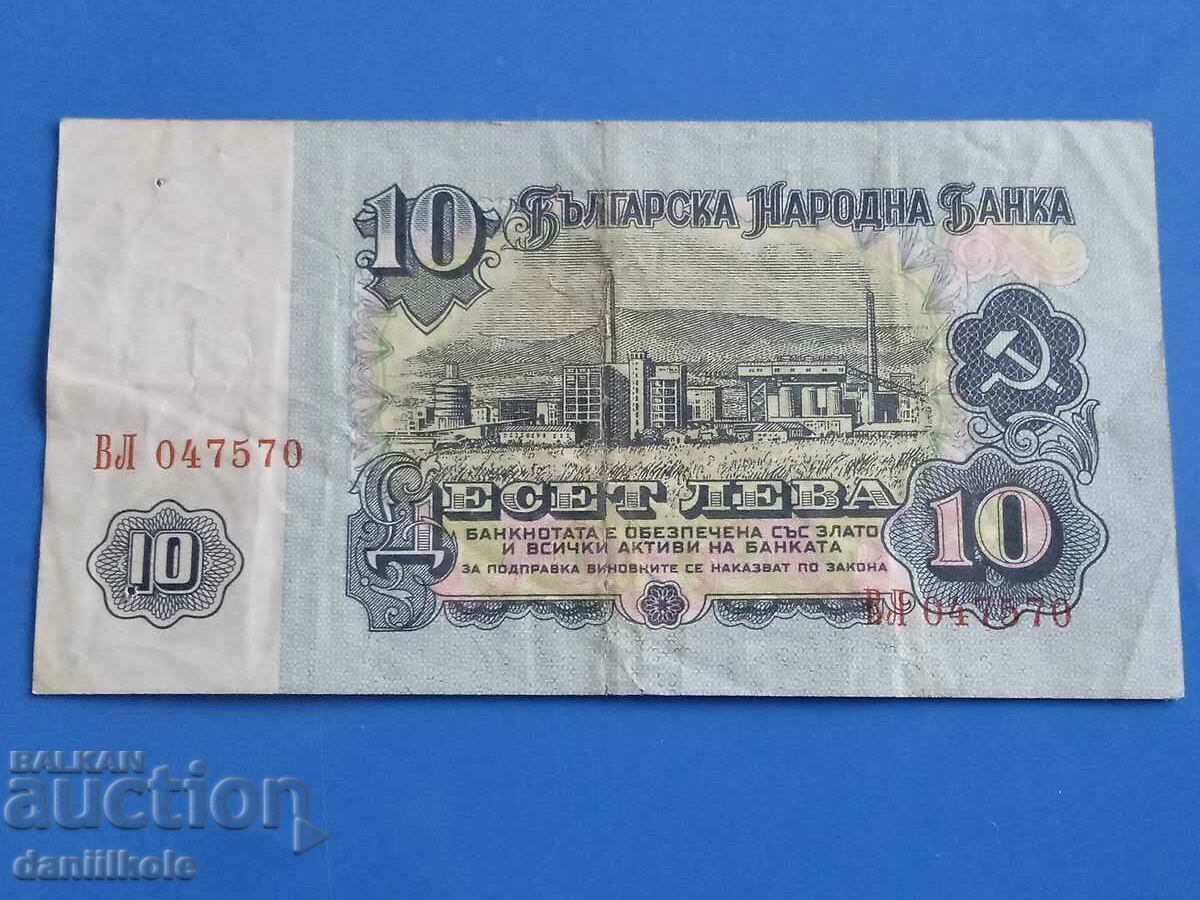 10 БЪЛГАРСКА НАРОДНА БАНКА
ВЛ 047570
ДЕСЕТ ЛЕВА
БАНКНОТАТА Е ОБЕЗПЕЧЕНА СЪС ЗЛАТО
И ВСИЧКИ АКТИВИ НА БАНКАТА
ЗА ПОДПРАВКА ВИНОВНИТЕ СЕ НАКАЗВАТ ПО ЗАКОНА
10
10
ВЛ 047570
BALKAN
auction
daniilkole